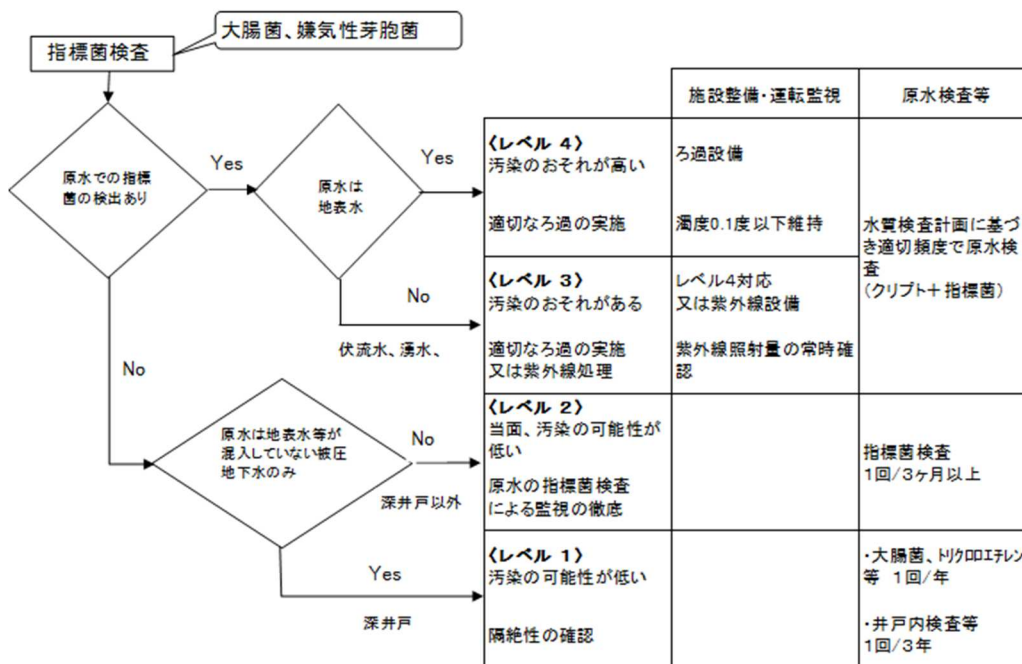 大腸菌、嫌気性芽胞菌
指標菌検査
原水での指標
菌の検出あり
Yes
原水は
地表水
Yes
No
伏流水、湧水、
No
原水は地表水等が
混入していない被圧
地下水のみ
No
深井戸以外
Yes
深井戸
施設整備・運転監視
原水検査等
〈レベル 4〉
汚染のおそれが高い
適切なろ過の実施
ろ過設備
濁度0.1度以下維持
水質検査計画に基づ
き適切頻度で原水検
査
(クリプト+指標菌)
〈レベル 3〉
汚染のおそれがある
適切なろ過の実施
又は紫外線処理
レベル4対応
又は紫外線設備
紫外線照射量の常時確
認
〈レベル 2〉
当面、汚染の可能性が
低い
原水の指標菌検査
による監視の徹底
指標菌検査
1回/3ヶ月以上
〈レベル 1〉
汚染の可能性が低い
隔絶性の確認
・大腸菌、トリクロロエチレン
等 1回/年
・井戸内検査等
1回/3年